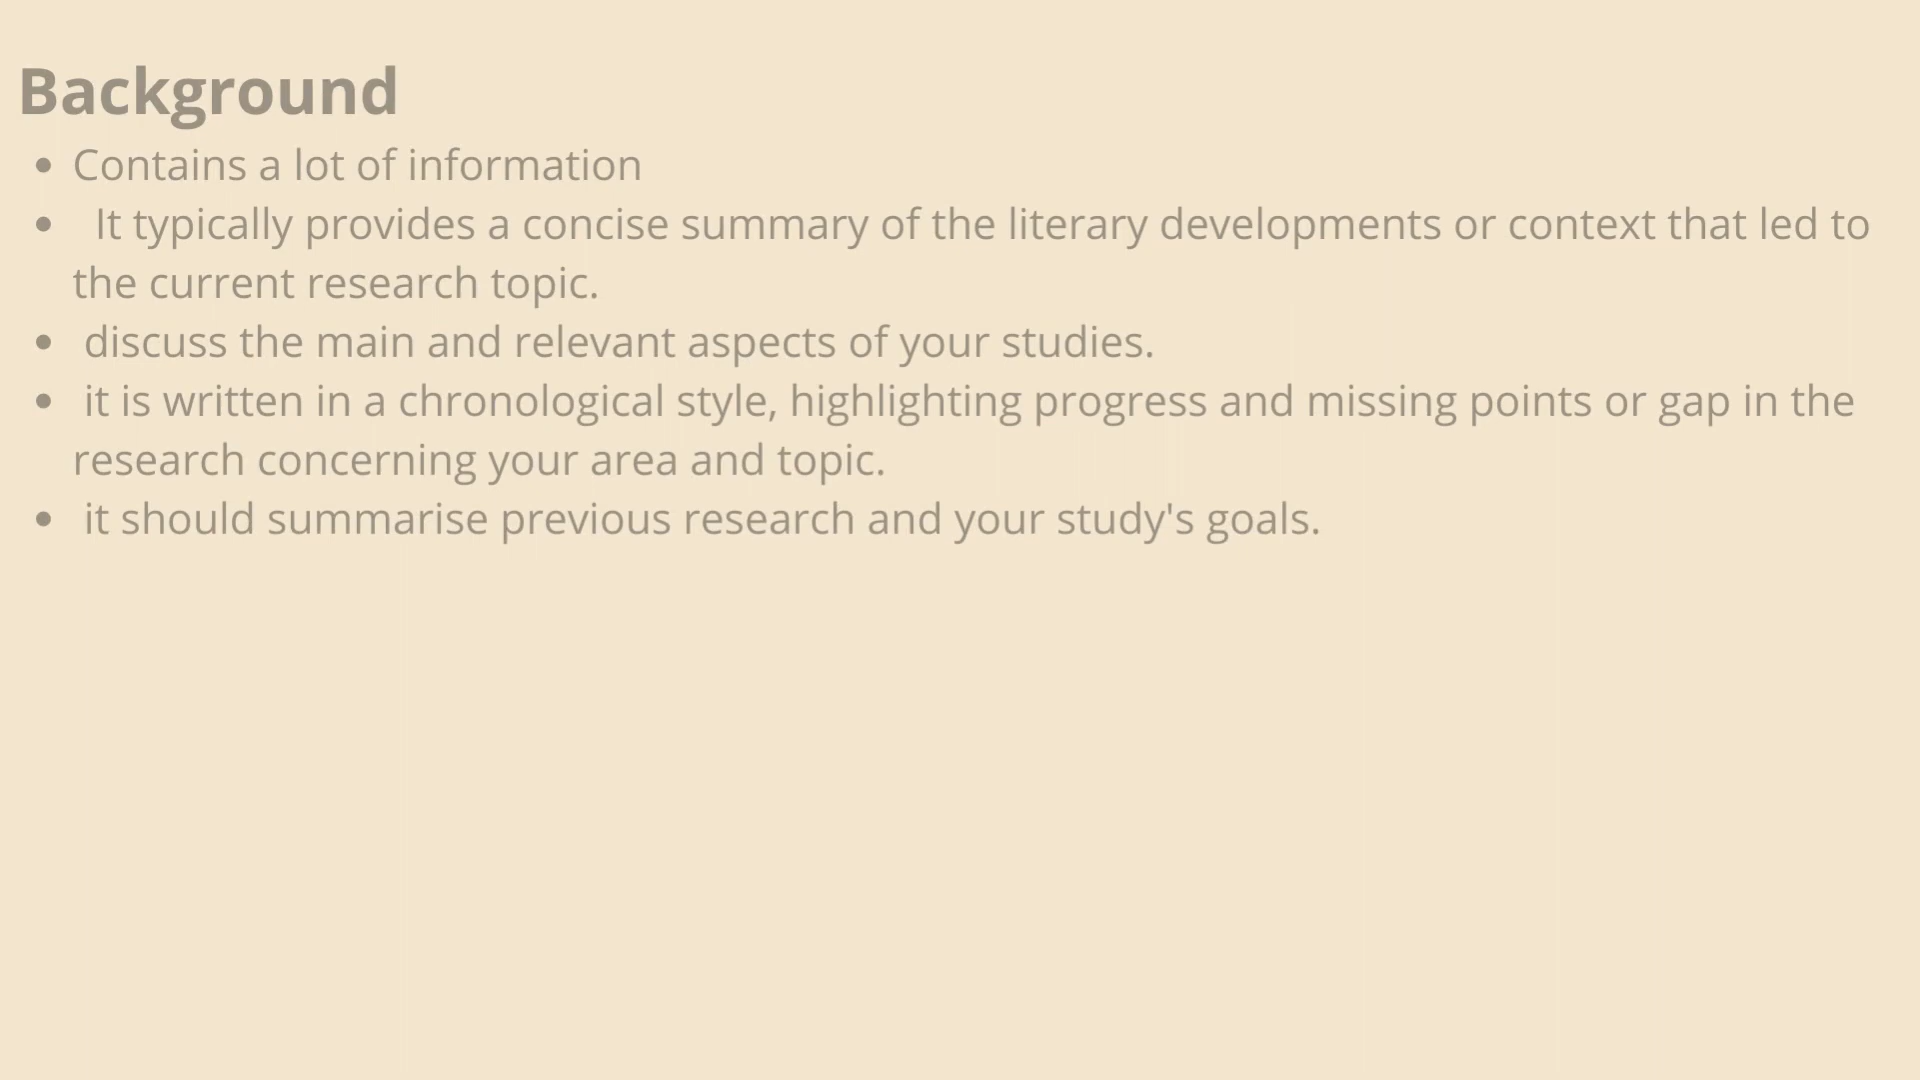 Background
• Contains a lot of information
• It typically provides a concise summary of the literary developments or context that led to
the current research topic.
• discuss the main and relevant aspects of your studies.
• it is written in a chronological style, highlighting progress and missing points or gap in the
research concerning your area and topic.
• it should summarise previous research and your study's goals.